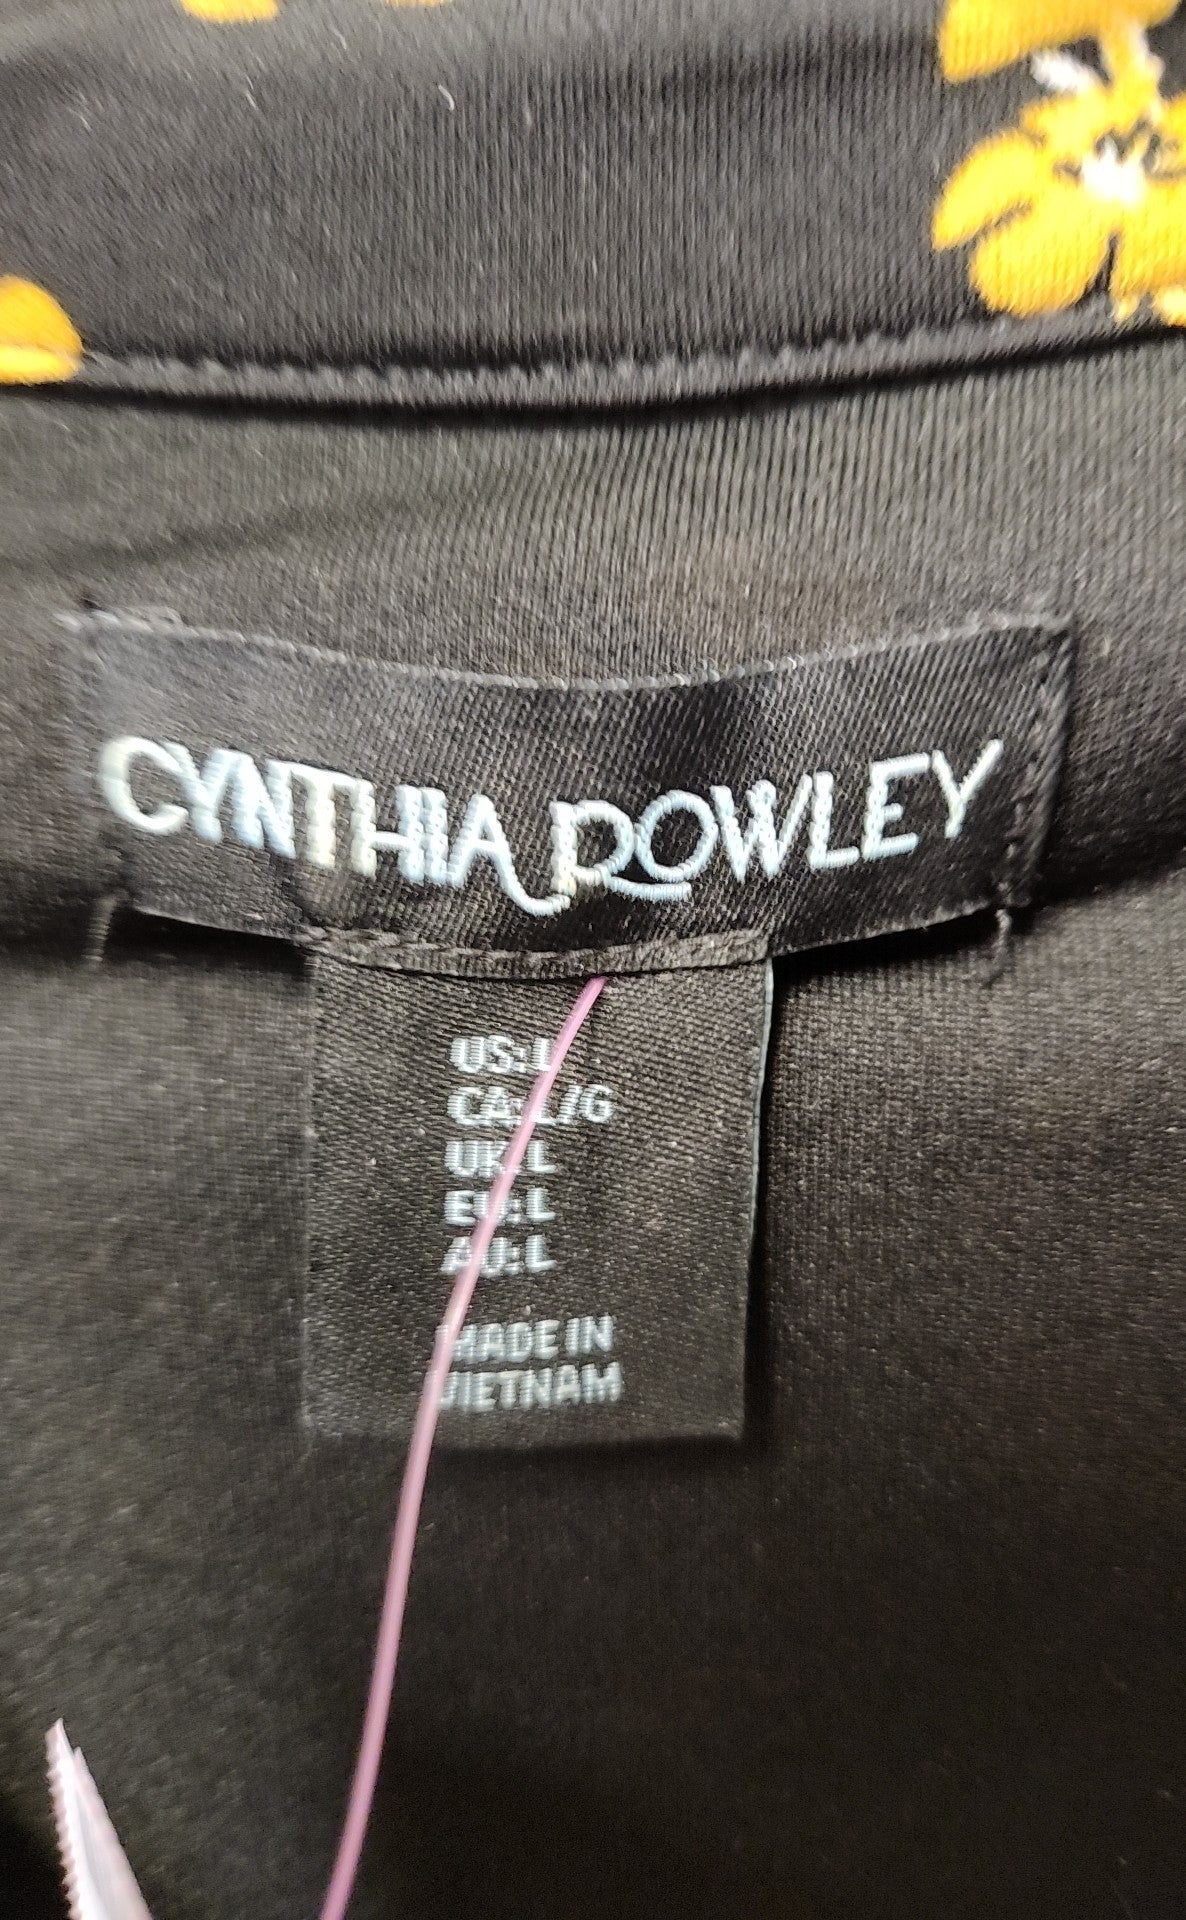 CYNTHIA ROWLEY
US: L
CA: L/G
UK: L
EU: L
AU: L
MADE IN
VIETNAM